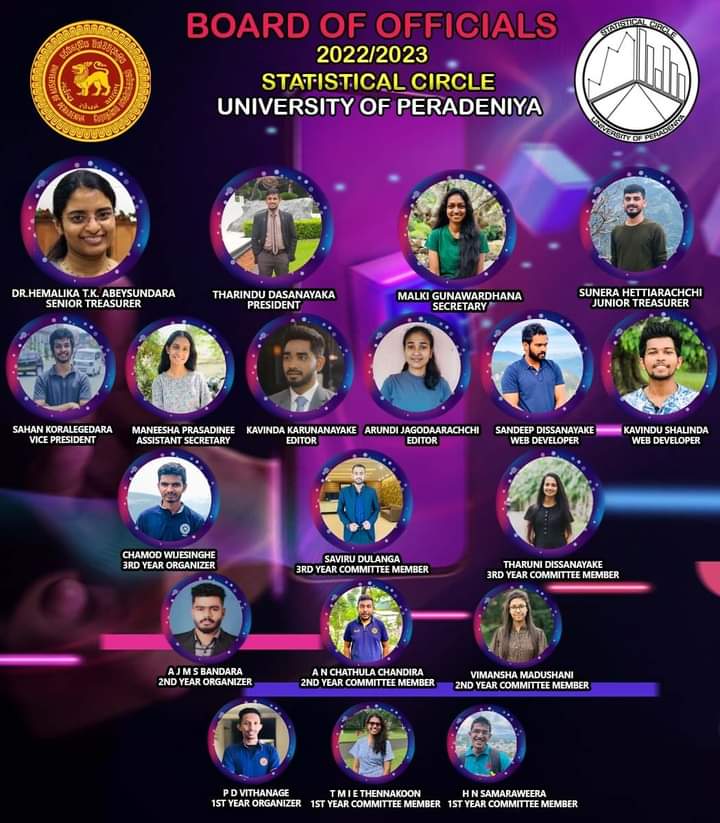 BOARD OF OFFICIALS
2022/2023
STATISTICAL CIRCLE
UNIVERSITY OF PERADENIYA
UNIVERSITY OF PERADENIYA
STATISTICAL CIRCLE
UNIVERSITY OF PERADENIYA
DR.HEMALIKA T.K. ABEYSUNDARA
SENIOR TREASURER
THARINDU DASANAYAKA
PRESIDENT
MALKI GUNAWARDHANA
SECRETARY
SUNERA HETTIARACHCHI
JUNIOR TREASURER
SAHAN KORALEGEDARA
VICE PRESIDENT
MANEESHA PRASADINEE
ASSISTANT SECRETARY
KAVINDA KARUNANAYAKE
EDITOR
ARUNDI JAGODAARACHCHI
EDITOR
SANDEEP DISSANAYAKE
WEB DEVELOPER
KAVINDU SHALINDA
WEB DEVELOPER
CHAMOD WIJESINGHE
3RD YEAR ORGANIZER
SAVIRU DULANGA
3RD YEAR COMMITTEE MEMBER
THARUNI DISSANAYAKE
3RD YEAR COMMITTEE MEMBER
A J M S BANDARA
2ND YEAR ORGANIZER
A N CHATHULA CHANDIRA
2ND YEAR COMMITTEE MEMBER
VIMANSHA MADUSHANI
2ND YEAR COMMITTEE MEMBER
P D VITHANAGE
1ST YEAR ORGANIZER
T M I E THENNAKOON
1ST YEAR COMMITTEE MEMBER
H N SAMARAWEERA
1ST YEAR COMMITTEE MEMBER